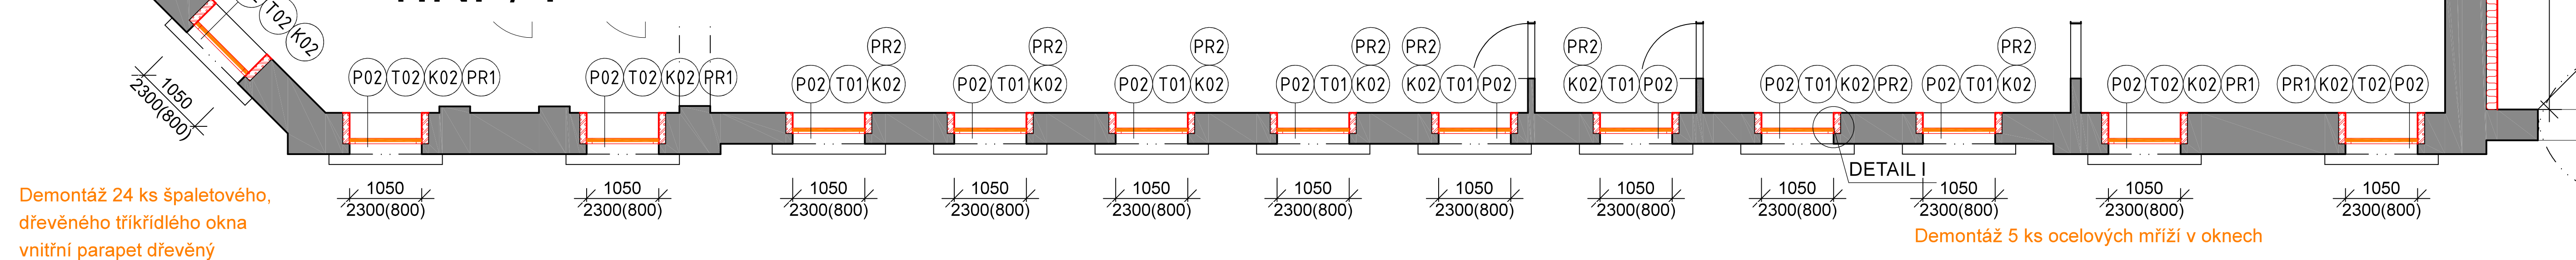 T02 K02
1050
2300(800)
P02 T02 K02 PR1
P02 T02 K02 PR1
PR2
P02 T01 K02
PR2
P02 T01 K02
PR2
P02 T01 K02
PR2
P02 T01 K02
PR2
K02 T01 P02
PR2
K02 T01 P02
P02 T01 K02 PR2
PR2
P02 T01 K02
P02 T02 K02 PR1
PR1 K02 T02 P02
DETAIL I
1050 1050 1050 1050 1050 1050 1050 1050 1050 1050 1050 1050
2300(800) 2300(800) 2300(800) 2300(800) 2300(800) 2300(800) 2300(800) 2300(800) 2300(800) 2300(800) 2300(800) 2300(800)
Demontáž 24 ks špaletového,
dřevěného tříkřídlého okna
vnitřní parapet dřevěný
Demontáž 5 ks ocelových mříží v oknech